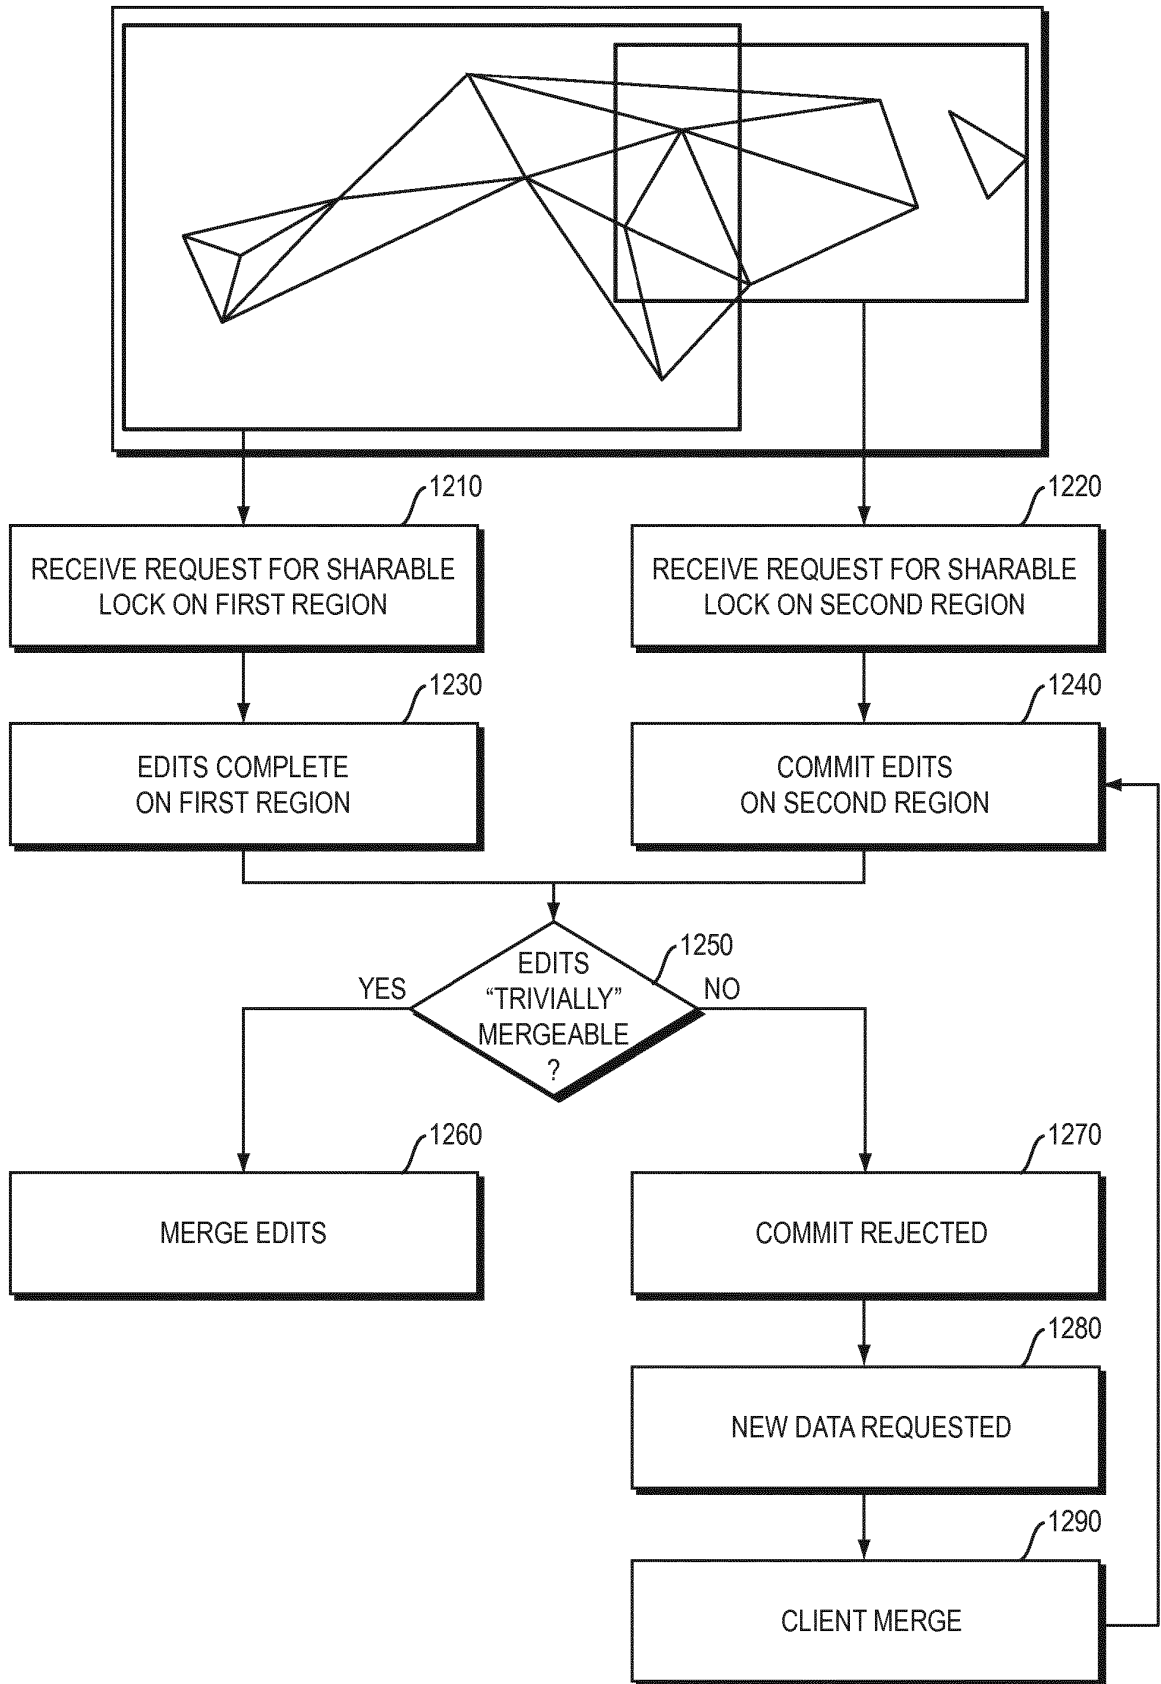 1210
1220
RECEIVE REQUEST FOR SHARABLE
LOCK ON FIRST REGION
RECEIVE REQUEST FOR SHARABLE
LOCK ON SECOND REGION
1230
1240
EDITS COMPLETE
ON FIRST REGION
COMMIT EDITS
ON SECOND REGION
1250
YES
EDITS
“TRIVIALLY”
MERGEABLE
?
NO
1260
1270
MERGE EDITS
COMMIT REJECTED
1280
NEW DATA REQUESTED
1290
CLIENT MERGE